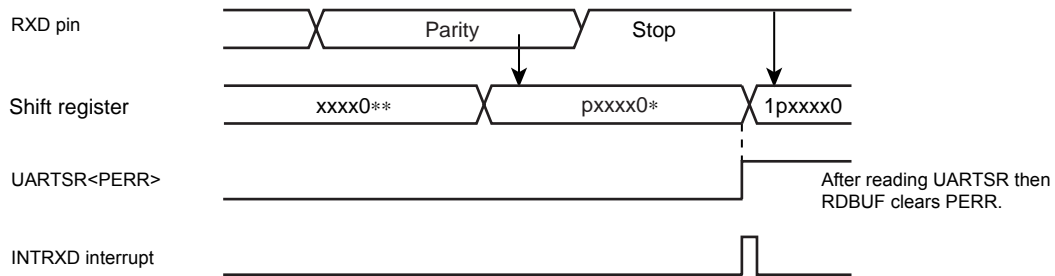 RXD pin
Parity
Stop
Shift register
xxxx0**
pxxxx0*
1pxxxx0
UARTSR<PERR>
After reading UARTSR then
RDBUF clears PERR.
INTRXD interrupt